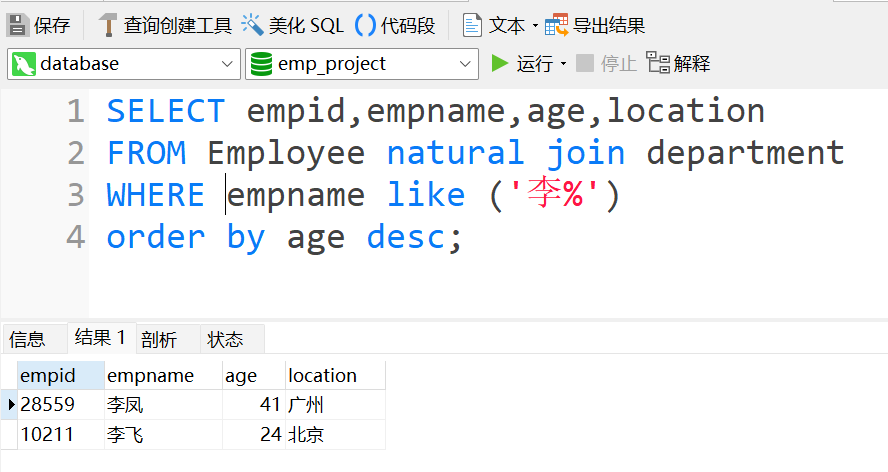 保存 查询创建工具 美化 SQL ()代码段 文本 导出结果
database emp_project 运行 停止 解释
1 SELECT empid,empname,age,location
2 FROM Employee natural join department
3 WHERE empname like ('李%')
4 order by age desc;
信息 结果 1 剖析 状态
empid empname age location
28559 李凤 41 广州
10211 李飞 24 北京